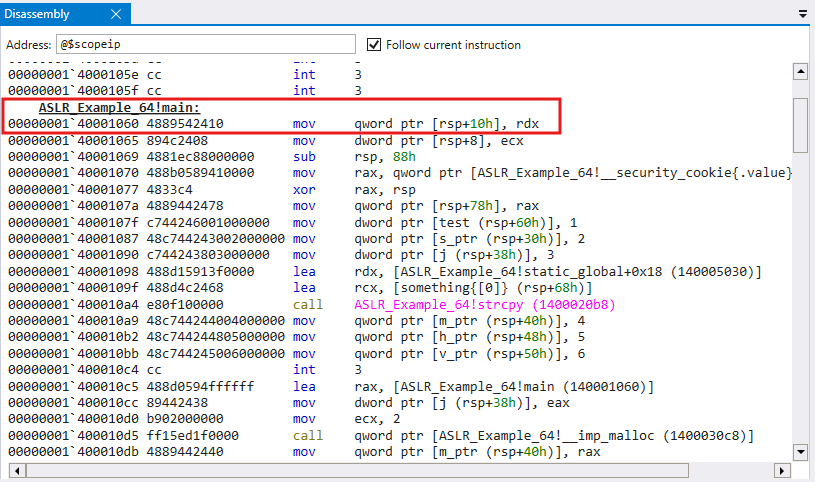 Disassembly
Address: @$scopeip Follow current instruction
00000001`4000105e cc int 3
00000001`4000105f cc int 3
ASLR_Example_64!main:
00000001`40001060 4889542410 mov qword ptr [rsp+10h], rdx
00000001`40001065 894c2408 mov dword ptr [rsp+8], ecx
00000001`40001069 4881ec88000000 sub rsp, 88h
00000001`40001070 488b0589410000 mov rax, qword ptr [ASLR_Example_64!__security_cookie{.value}
00000001`40001077 4833c4 xor rax, rsp
00000001`4000107a 4889442478 mov qword ptr [rsp+78h], rax
00000001`4000107f c744246001000000 mov dword ptr [test (rsp+60h)], 1
00000001`40001087 48c744243002000000 mov qword ptr [s_ptr (rsp+30h)], 2
00000001`40001090 c744243803000000 mov dword ptr [j (rsp+38h)], 3
00000001`40001098 488d15913f0000 lea rdx, [ASLR_Example_64!static_global+0x18 (140005030)]
00000001`4000109f 488d4c2468 lea rcx, [something{[0]} (rsp+68h)]
00000001`400010a4 e80f100000 call ASLR_Example_64!strcpy (1400020b8)
00000001`400010a9 48c744244004000000 mov qword ptr [m_ptr (rsp+40h)], 4
00000001`400010b2 48c744244805000000 mov qword ptr [h_ptr (rsp+48h)], 5
00000001`400010bb 48c744245006000000 mov qword ptr [v_ptr (rsp+50h)], 6
00000001`400010c4 cc int 3
00000001`400010c5 488d0594ffffff lea rax, [ASLR_Example_64!main (140001060)]
00000001`400010cc 89442438 mov dword ptr [j (rsp+38h)], eax
00000001`400010d0 b902000000 mov ecx, 2
00000001`400010d5 ff15ed1f0000 call qword ptr [ASLR_Example_64!__imp_malloc (1400030c8)]
00000001`400010db 4889442440 mov qword ptr [m_ptr (rsp+40h)], rax